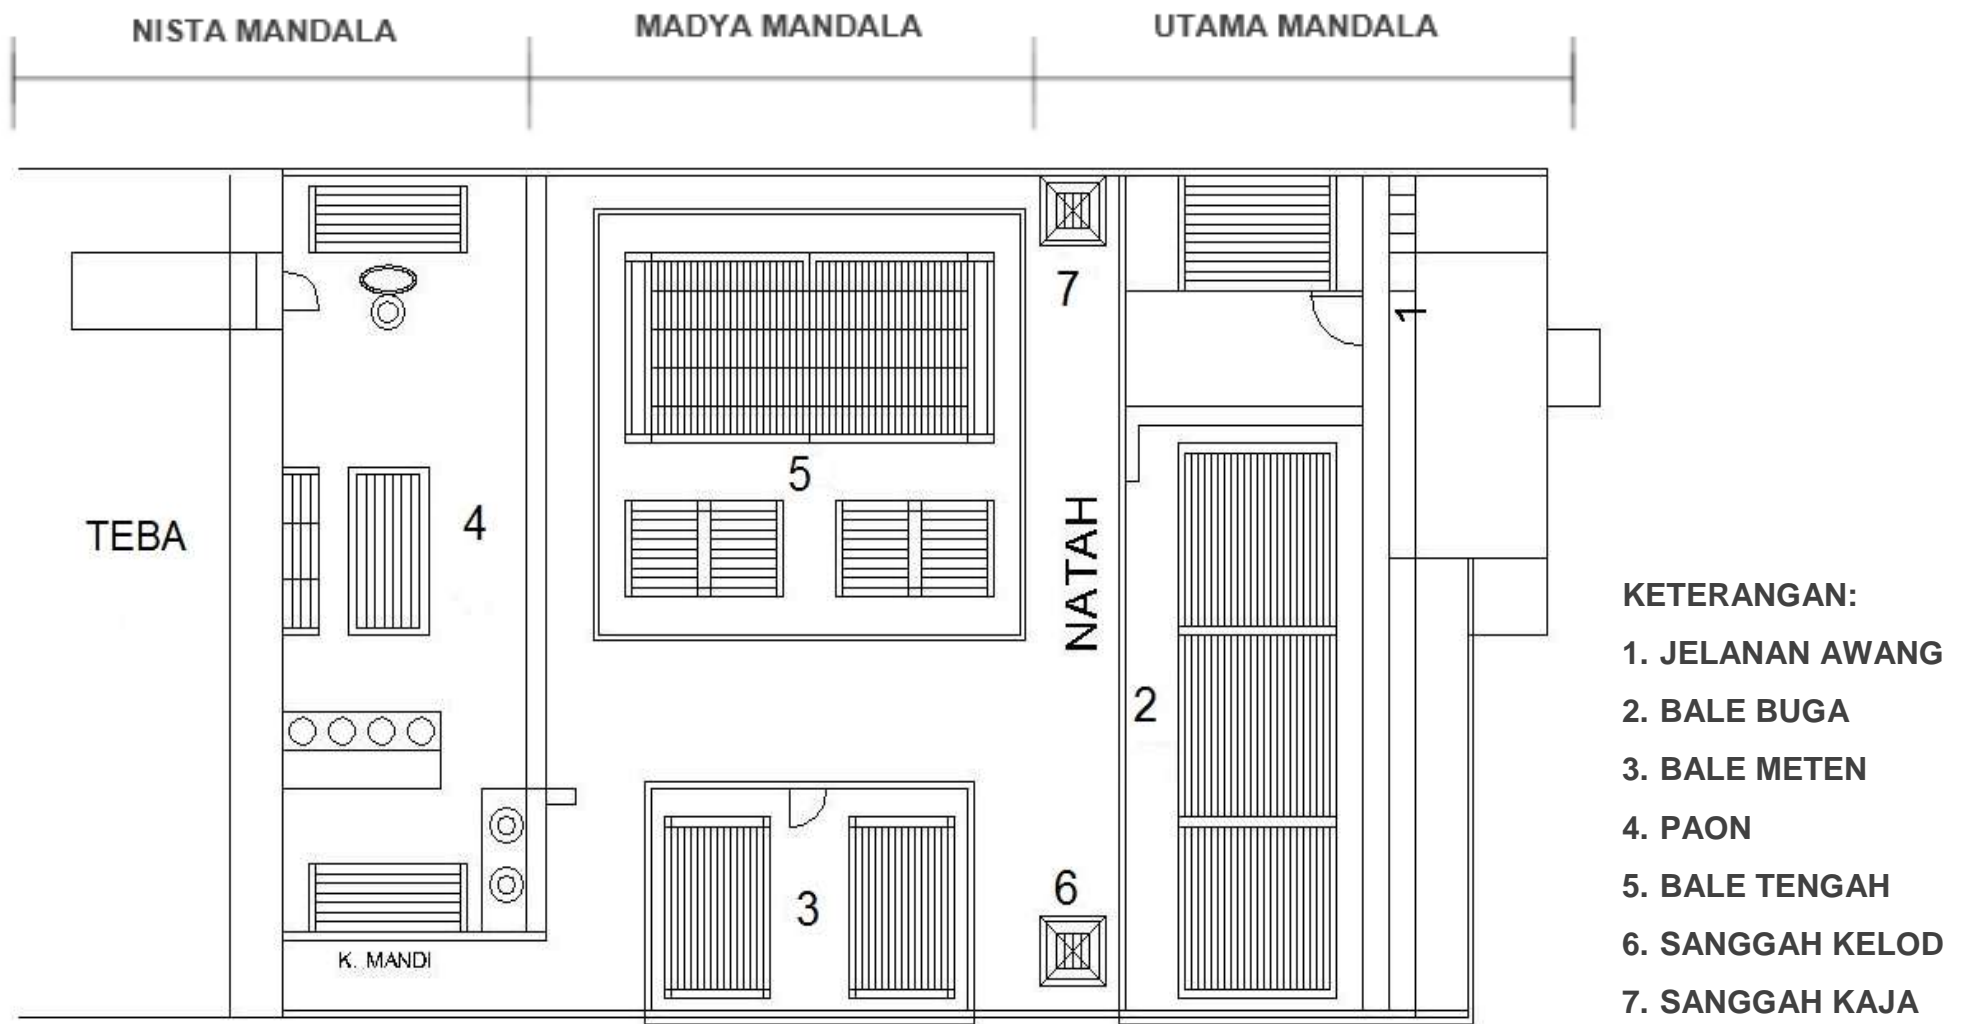 NISTA MANDALA
MADYA MANDALA
UTAMA MANDALA
7
1
5
4
TEBA
NATAH
2
6
3
K. MANDI
KETERANGAN:
1. JELANAN AWANG
2. BALE BUGA
3. BALE METEN
4. PAON
5. BALE TENGAH
6. SANGGAH KELOD
7. SANGGAH KAJA